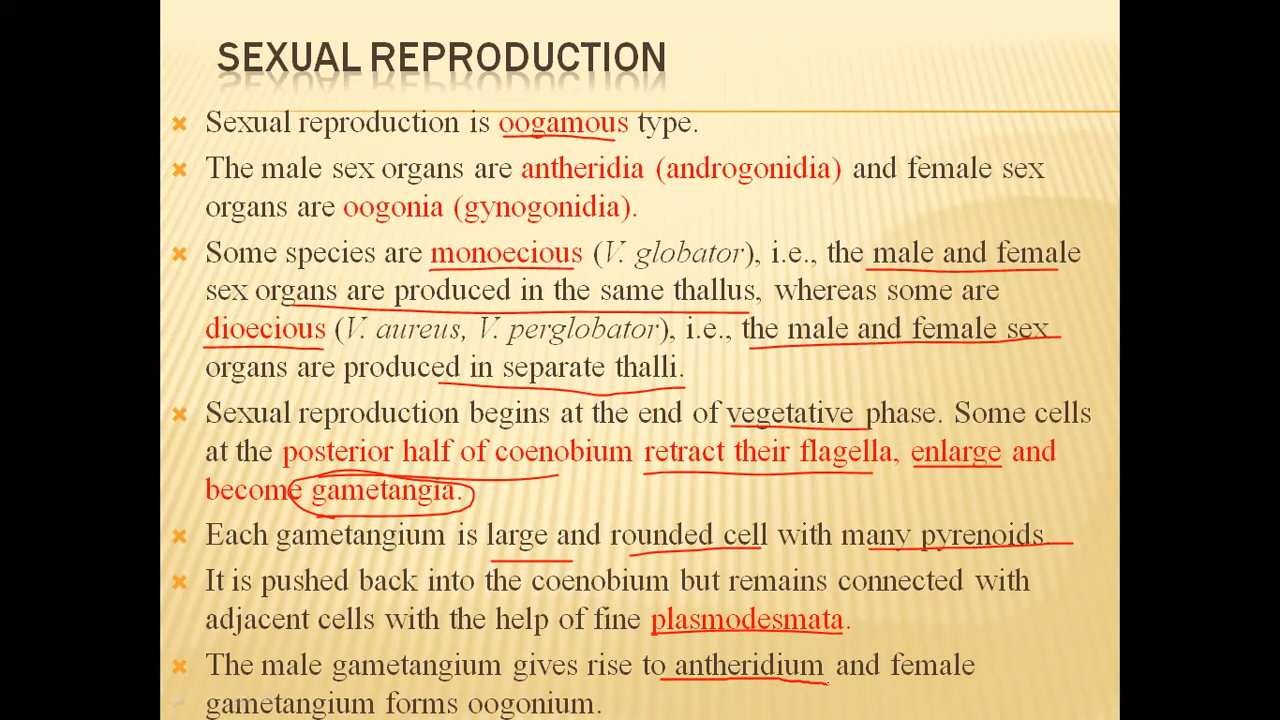 SEXUAL REPRODUCTION
Sexual reproduction is oogamous type.
The male sex organs are antheridia (androgonidia) and female sex
organs are oogonia (gynogonidia).
Some species are monoecious (V. globator), i.e., the male and female
sex organs are produced in the same thallus, whereas some are
dioecious (V. aureus, V. perglobator), i.e., the male and female sex
organs are produced in separate thalli.
Sexual reproduction begins at the end of vegetative phase. Some cells
at the posterior half of coenobium retract their flagella, enlarge and
become gametangia.
Each gametangium is large and rounded cell with many pyrenoids
It is pushed back into the coenobium but remains connected with
adjacent cells with the help of fine plasmodesmata.
The male gametangium gives rise to antheridium and female
gametangium forms oogonium.